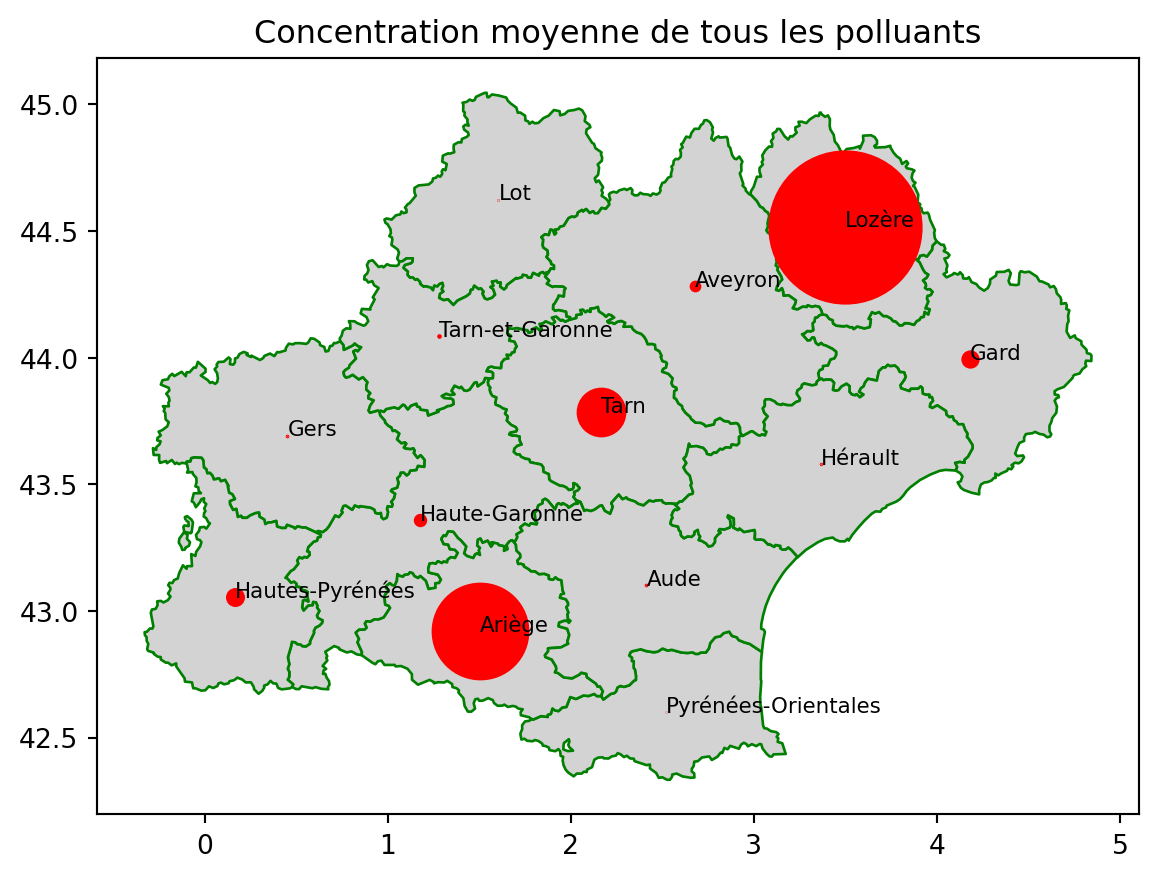 Concentration moyenne de tous les polluants
45.0
44.5
44.0
43.5
43.0
42.5
Lot
Lozère
Aveyron
Tarn-et-Garonne
Gard
Tarn
Gers
Hérault
Haute-Garonne
Aude
Hautes-Pyrénées
Ariège
Pyrénées-Orientales
0 1 2 3 4 5